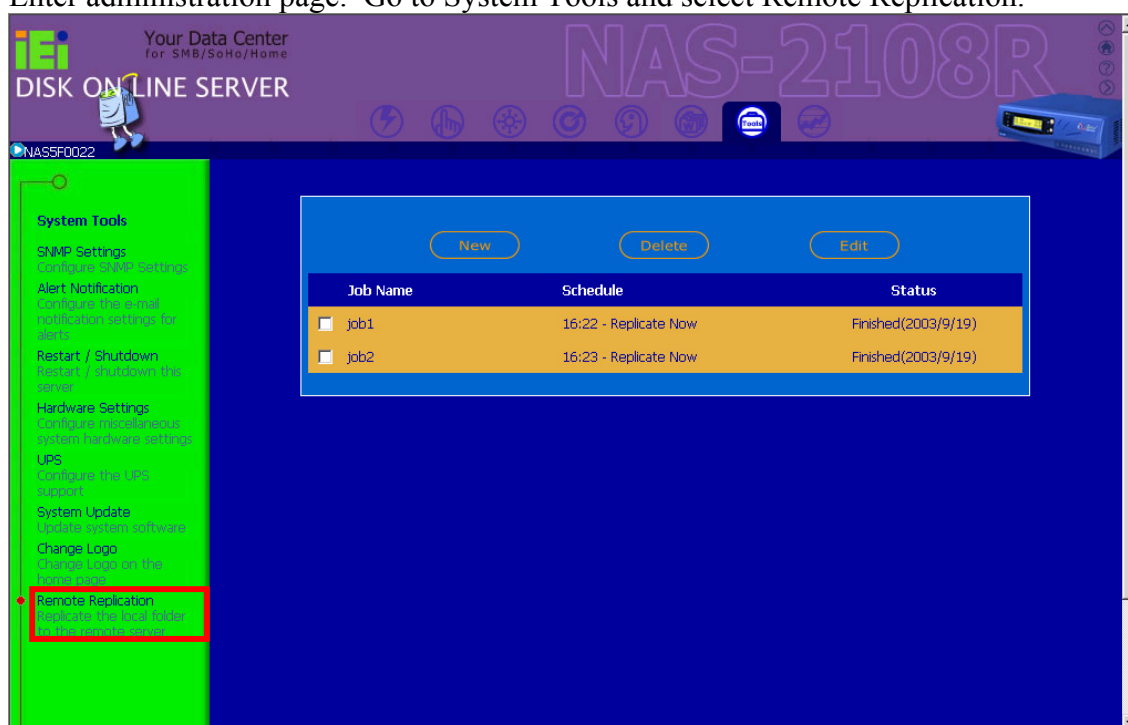 Enter administration page. Go to System Tools and select Remote Replication.
iEi
Your Data Center
for SMB/SoHo/Home
DISK ON LINE SERVER
NAS-2108R
Tools
NAS5F0022
System Tools
SNMP Settings
Configure SNMP Settings
Alert Notification
Configure the e-mail
notification settings for
alerts
Restart / Shutdown
Restart / shutdown this
server
Hardware Settings
Configure miscellaneous
system hardware settings
UPS
Configure the UPS
support
System Update
Update system software
Change Logo
Change Logo on the
home page
Remote Replication
Replicate the local folder
to the remote server
New Delete Edit
Job Name Schedule Status
job1 16:22 - Replicate Now Finished(2003/9/19)
job2 16:23 - Replicate Now Finished(2003/9/19)